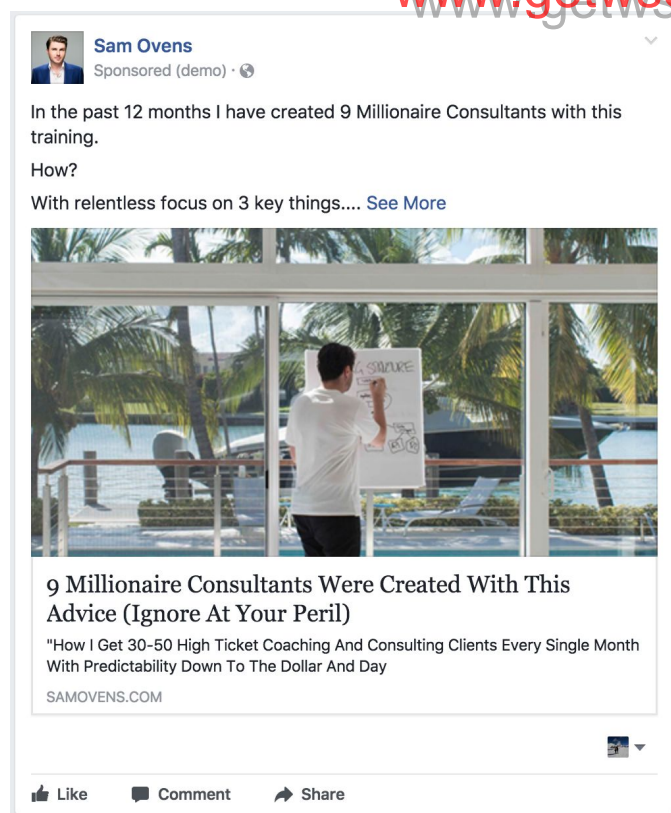 Sam Ovens
Sponsored (demo) ·
In the past 12 months I have created 9 Millionaire Consultants with this
training.
How?
With relentless focus on 3 key things.... See More
9 Millionaire Consultants Were Created With This
Advice (Ignore At Your Peril)
"How I Get 30-50 High Ticket Coaching And Consulting Clients Every Single Month
With Predictability Down To The Dollar And Day
SAMOVENS.COM
Like Comment Share